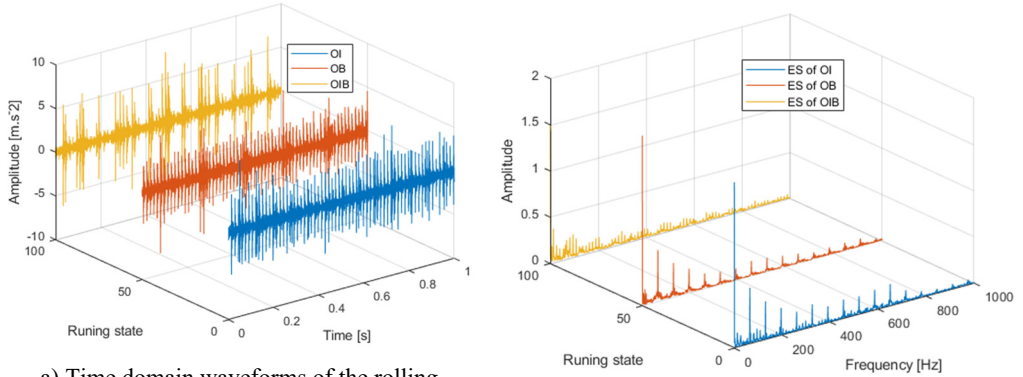 10
5
0
-5
-10
100
50
0
0
0.2
0.4
0.6
0.8
1
Amplitude [m.sˆ2]
Runing state
Time [s]
OI
OB
OIB
2
1.5
1
0.5
0
100
50
0
0
200
400
600
800
1000
Amplitude
Runing state
Frequency [Hz]
ES of OI
ES of OB
ES of OIB
a) Time domain waveforms of the rolling